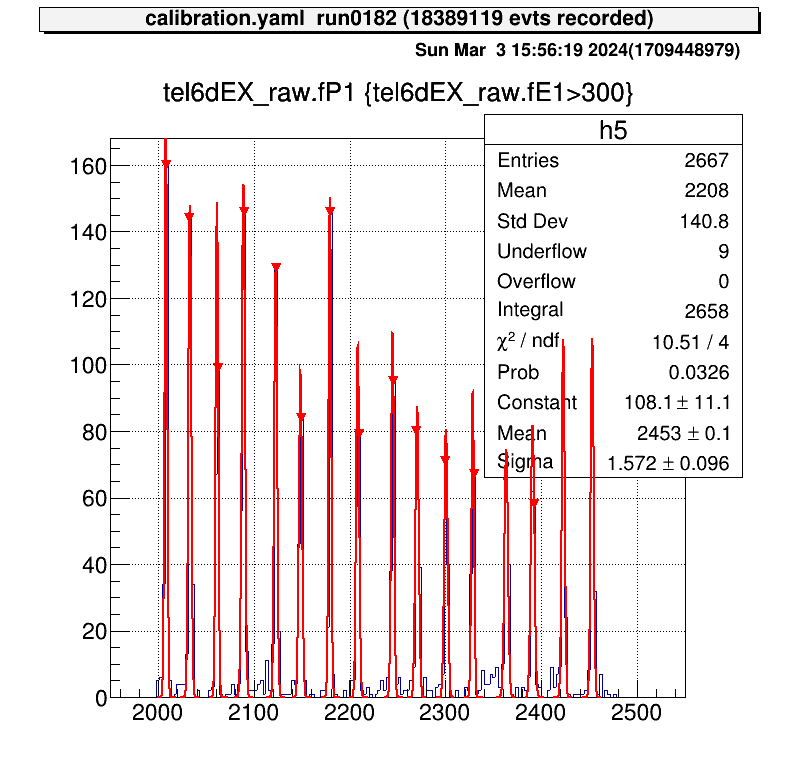 calibration.yaml run0182 (18389119 evts recorded)
Sun Mar 3 15:56:19 2024(1709448979)
tel6dEX_raw.fP1 {tel6dEX_raw.fE1>300}
h5
Entries 2667
Mean 2208
Std Dev 140.8
Underflow 9
Overflow 0
Integral 2658
χ² / ndf 10.51 / 4
Prob 0.0326
Constant 108.1 ± 11.1
Mean 2453 ± 0.1
Sigma 1.572 ± 0.096
160
140
120
100
80
60
40
20
0
2000 2100 2200 2300 2400 2500